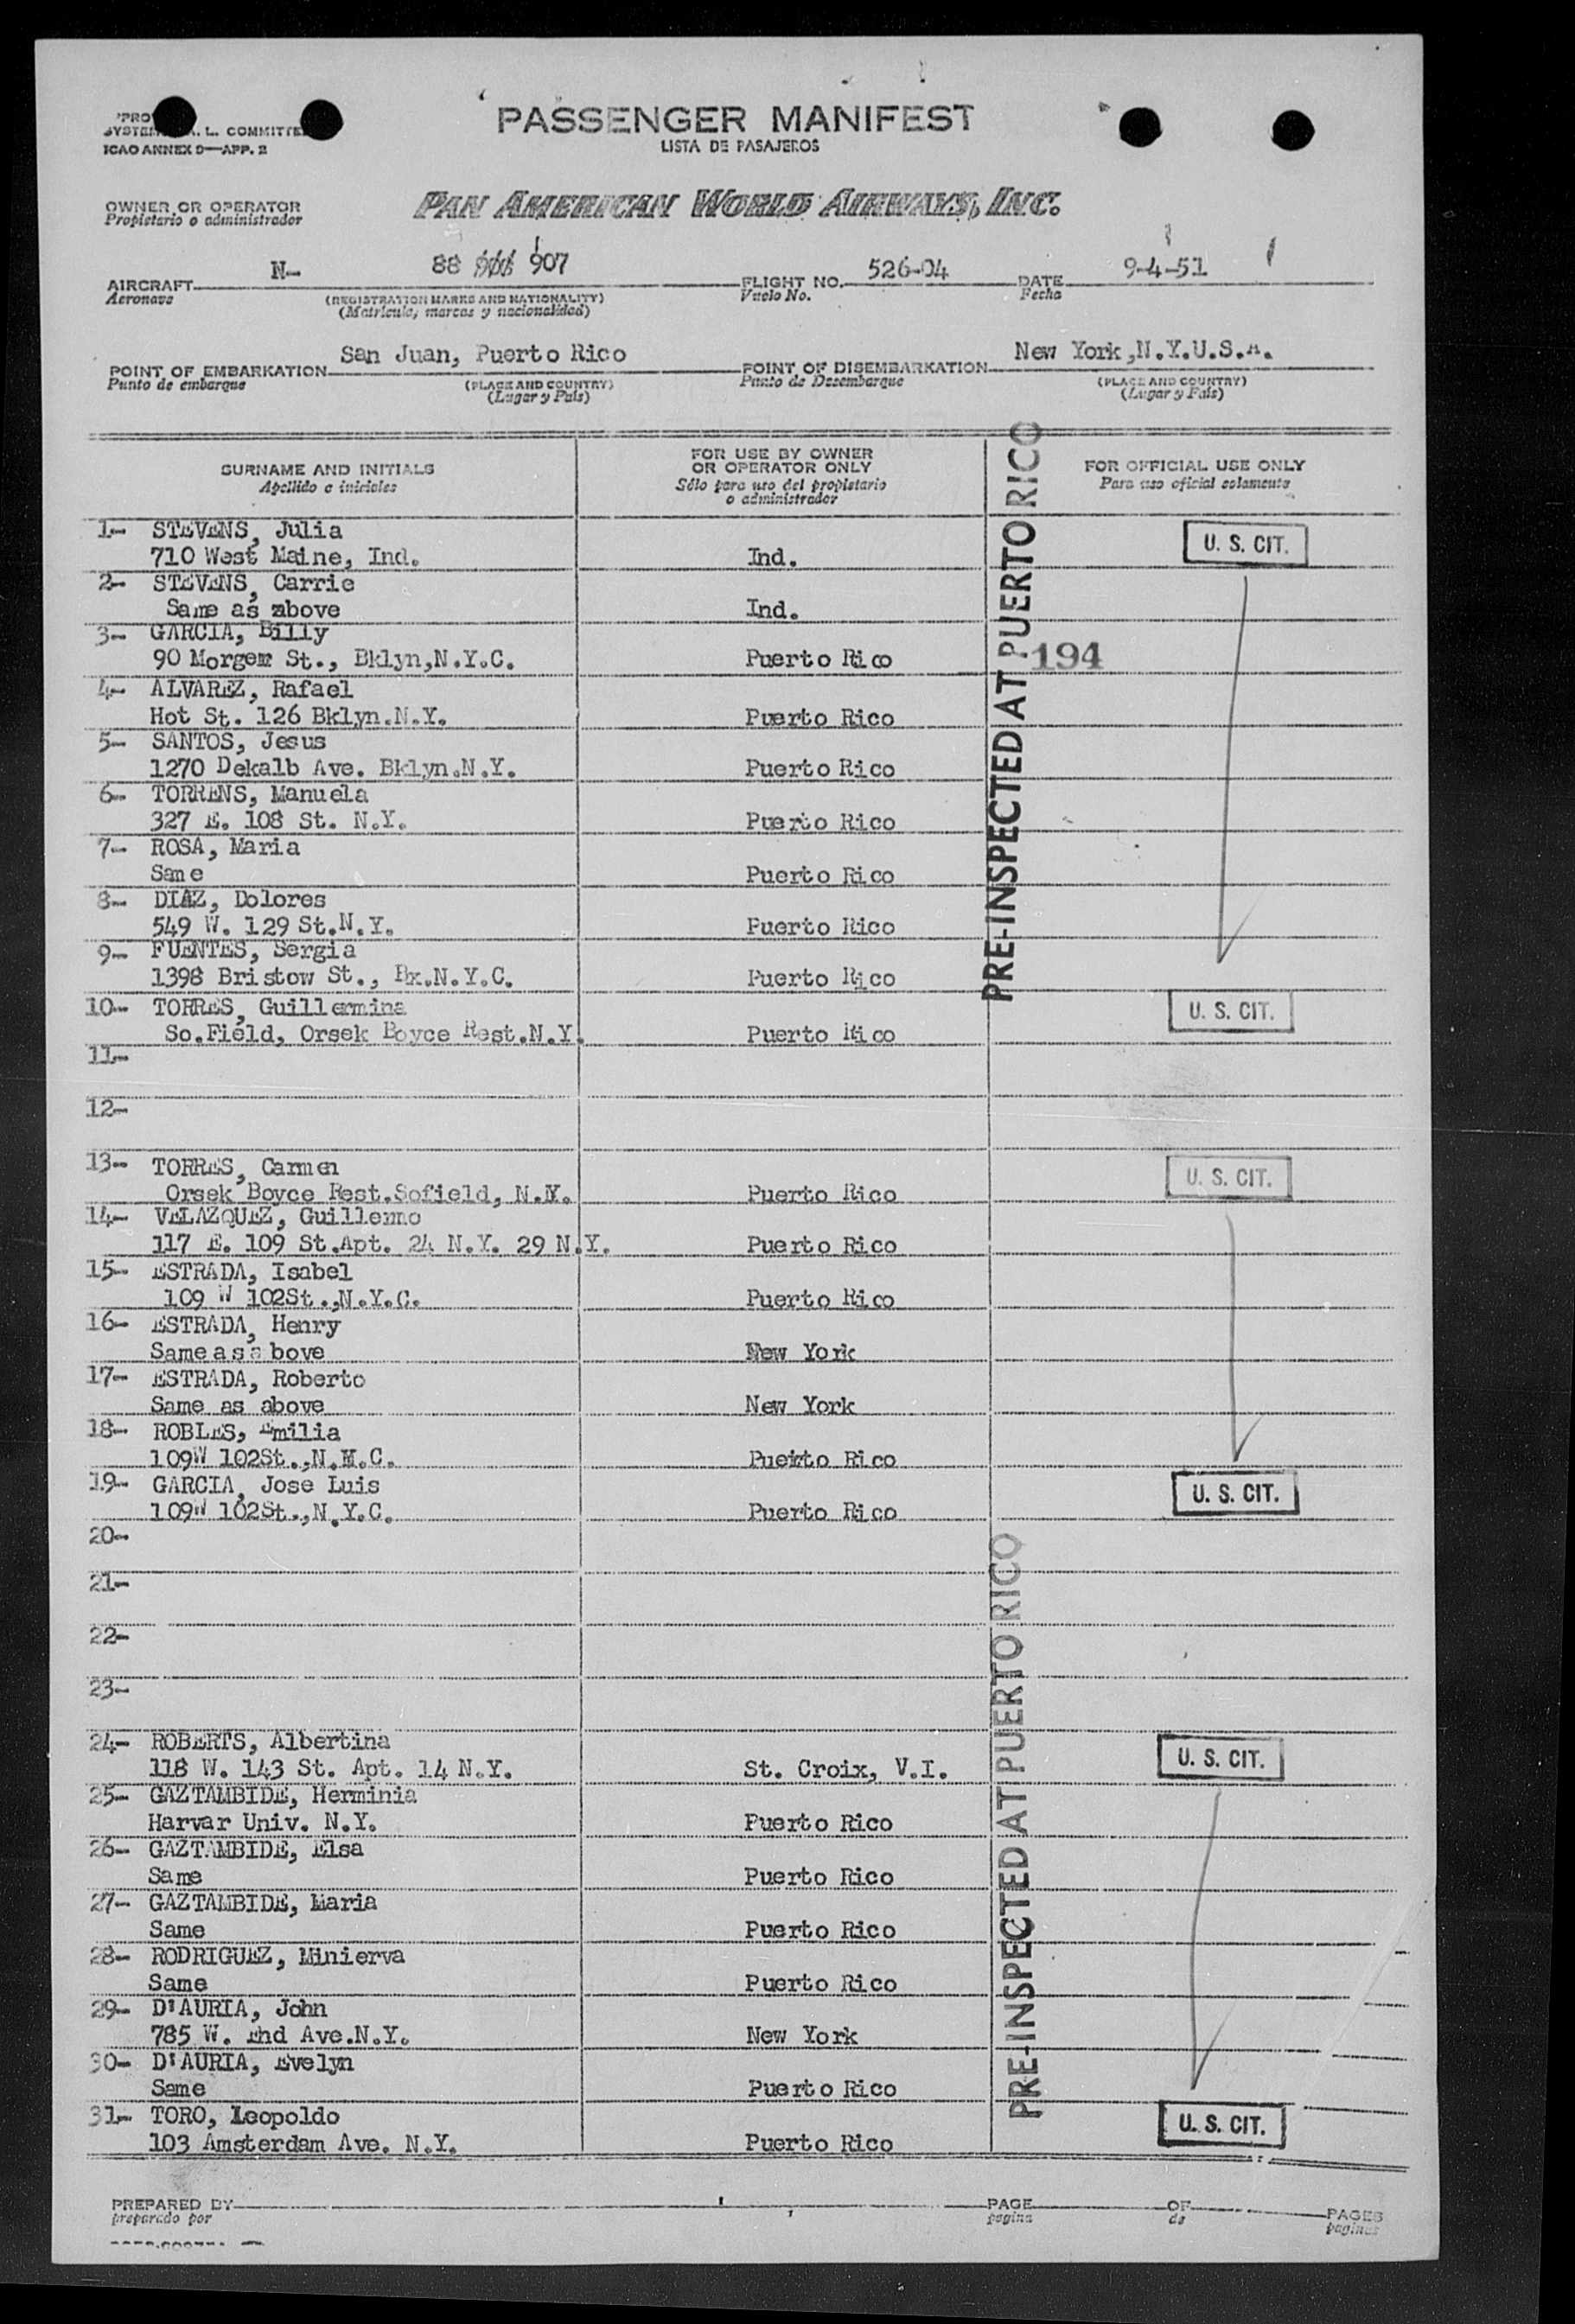 SYSTEM A. L. COMMITTEE
ICAO ANNEX 9—APP. 2
PASSENGER MANIFEST
LISTA DE PASAJEROS
OWNER OR OPERATOR
Propietario o administrador
PAN AMERICAN WORLD AIRWAYS, INC.
AIRCRAFT N- 88 907 FLIGHT NO. 526-04 DATE 9-4-51
Aeronave (REGISTRATION MARKS AND NATIONALITY) Vuelo No. Fecha
(Matricula, marcas y nacionalidad)
POINT OF EMBARKATION San Juan, Puerto Rico POINT OF DISEMBARKATION New York,N.Y.U.S.A.
Punto de embarque (PLACE AND COUNTRY) Punto de Desembarque (PLACE AND COUNTRY)
(Lugar y Pais) (Lugar y Pais)
SURNAME AND INITIALS FOR USE BY OWNER OR OPERATOR ONLY FOR OFFICIAL USE ONLY
Apellido e iniciales Sólo para uso del propietario o administrador Para uso oficial solamente
PRE-INSPECTED AT PUERTO RICO
1- STEVENS, Julia U. S. CIT.
710 West Maine, Ind. Ind.
2- STEVENS, Carrie
Same as above Ind.
3- GARCIA, Billy
90 Morgem St., Bklyn,N.Y.C. Puerto Rico 194
4- ALVAREZ, Rafael
Hot St. 126 Bklyn.N.Y. Puerto Rico
5- SANTOS, Jesus
1270 Dekalb Ave. Bklyn.N.Y. Puerto Rico
6- TORRENS, Manuela
327 E. 108 St. N.Y. Puerto Rico
7- ROSA, Maria
Same Puerto Rico
8- DIAZ, Dolores
549 W. 129 St.N.Y. Puerto Rico
9- FUENTES, Sergia
1398 Bristow St., Bx.N.Y.C. Puerto Rico
10- TORRES, Guillermina U. S. CIT.
So.Field, Orsek Boyce Rest.N.Y. Puerto Rico
11-
12-
13- TORRES, Carmen U. S. CIT.
Orsek Boyce Rest.Sofield, N.Y. Puerto Rico
14- VELAZQUEZ, Guillermo
117 E. 109 St.Apt. 24 N.Y. 29 N.Y. Puerto Rico
15- ESTRADA, Isabel
109 W 102St.,N.Y.C. Puerto Rico
16- ESTRADA, Henry
Same as a bove New York
17- ESTRADA, Roberto
Same as above New York
18- ROBLES, Emilia
109W 102St.,N.Y.C. Puerto Rico
19- GARCIA, Jose Luis U. S. CIT.
109W 102St.,N.Y.C. Puerto Rico
20-
PRE-INSPECTED AT PUERTO RICO
21-
22-
23-
24- ROBERTS, Albertina U. S. CIT.
118 W. 143 St. Apt. 14 N.Y. St. Croix, V.I.
25- GAZTAMBIDE, Herminia
Harvar Univ. N.Y. Puerto Rico
26- GAZTAMBIDE, Elsa
Same Puerto Rico
27- GAZTAMBIDE, Maria
Same Puerto Rico
28- RODRIGUEZ, Minierva
Same Puerto Rico
29- D'AURIA, John
785 W. End Ave.N.Y. New York
30- D'AURIA, Evelyn
Same Puerto Rico
31- TORO, Leopoldo U. S. CIT.
103 Amsterdam Ave. N.Y. Puerto Rico
PREPARED BY PAGE OF PAGES
preparado por pagina de paginas